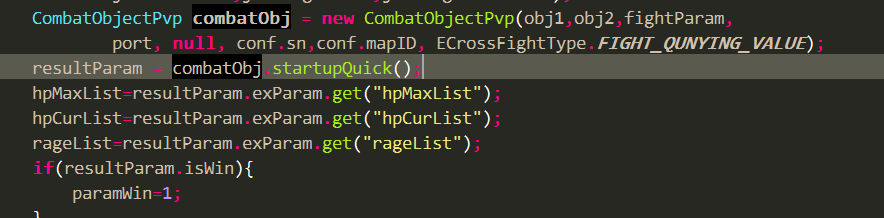 CombatObjectPvp combatObj = new CombatObjectPvp(obj1,obj2,fightParam,
port, null, conf.sn,conf.mapID, ECrossFightType.FIGHT_QUNYING_VALUE);
resultParam = combatObj.startupQuick();
hpMaxList=resultParam.exParam.get("hpMaxList");
hpCurList=resultParam.exParam.get("hpCurList");
rageList=resultParam.exParam.get("rageList");
if(resultParam.isWin){
paramWin=1;